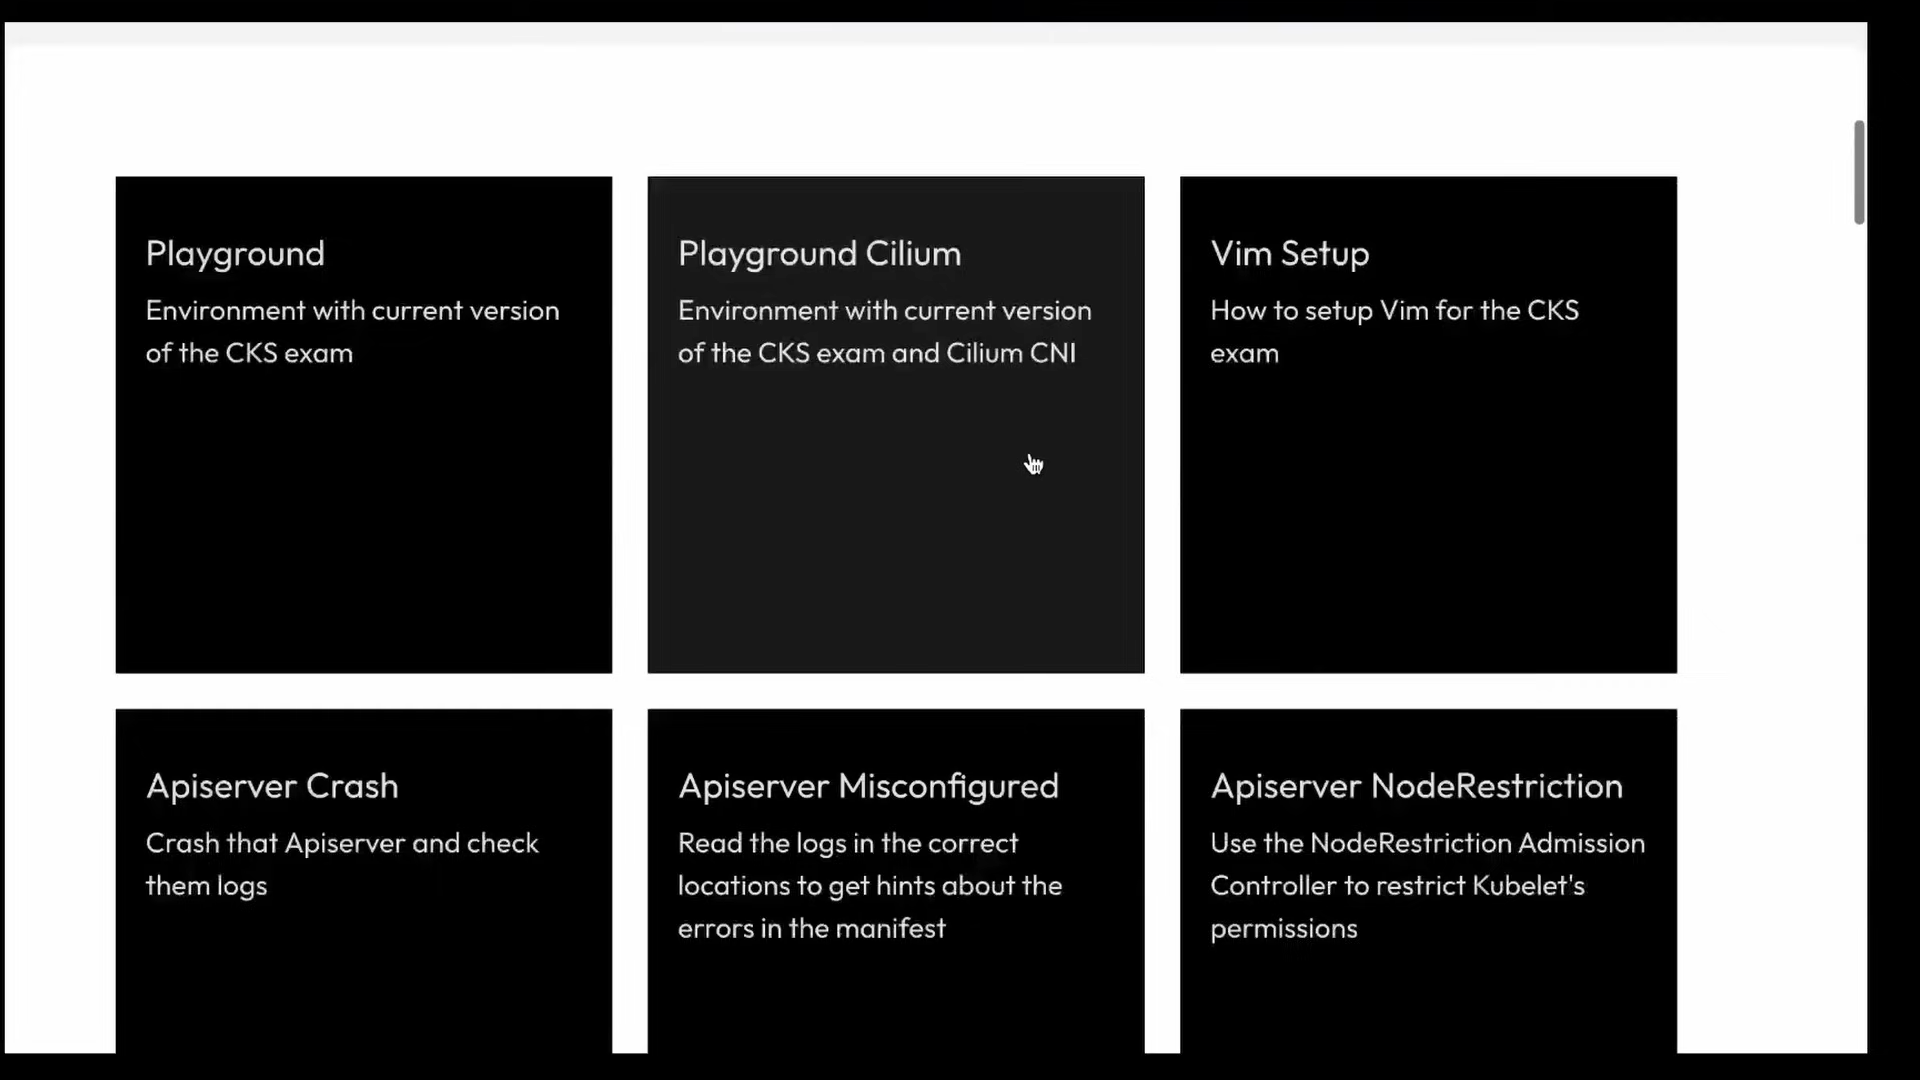 Playground
Environment with current version
of the CKS exam
Playground Cilium
Environment with current version
of the CKS exam and Cilium CNI
Vim Setup
How to setup Vim for the CKS
exam
Apiserver Crash
Crash that Apiserver and check
them logs
Apiserver Misconfigured
Read the logs in the correct
locations to get hints about the
errors in the manifest
Apiserver NodeRestriction
Use the NodeRestriction Admission
Controller to restrict Kubelet's
permissions